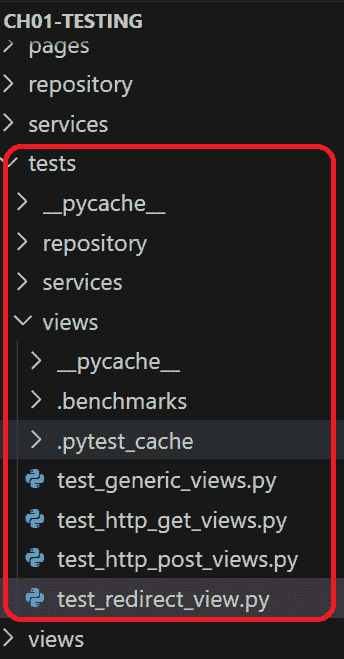 CH01-TESTING
pages
repository
services
tests
__pycache__
repository
services
views
__pycache__
.benchmarks
.pytest_cache
test_generic_views.py
test_http_get_views.py
test_http_post_views.py
test_redirect_view.py
views